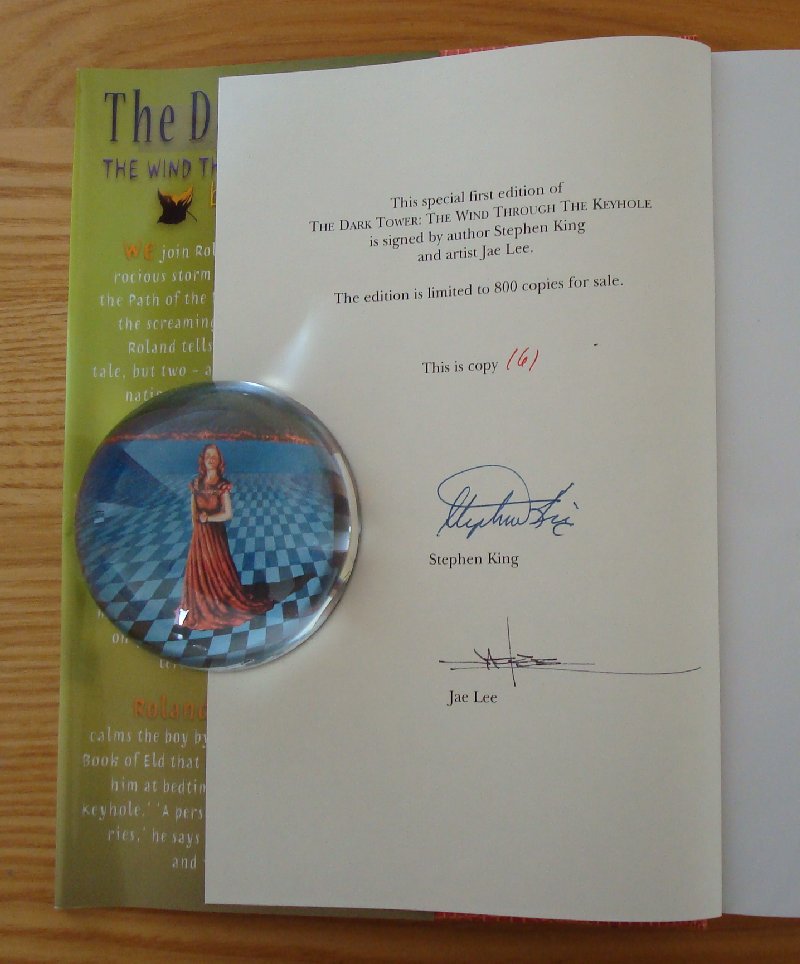 The D
THE WIND TH
WE join Rol
rocious storm
the Path of the
the screaming
Roland tells
tale, but two – a
natio
on
Roland
calms the boy by
Book of Eld that
him at bedtim
Keyhole.' 'A pers
ries,' he says
and
This special first edition of
THE DARK TOWER: THE WIND THROUGH THE KEYHOLE
is signed by author Stephen King
and artist Jae Lee.
The edition is limited to 800 copies for sale.
This is copy (6)
Stephen King
Stephen King
Jae Lee